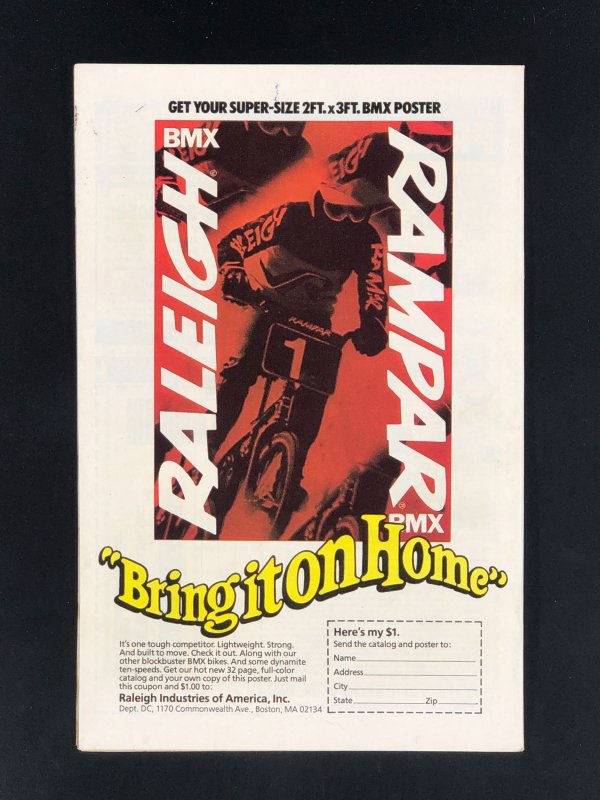 GET YOUR SUPER-SIZE 2FT. x 3FT. BMX POSTER
BMX
RALEIGH®
RAMPAR®
BMX
RALEIGH
RAMPAR
RAMPAR
1
"Bring it on Home"
It's one tough competitor. Lightweight. Strong.
And built to move. Check it out. Along with our
other blockbuster BMX bikes. And some dynamite
ten-speeds. Get our hot new 32 page, full-color
catalog and your own copy of this poster. Just mail
this coupon and $1.00 to:
Raleigh Industries of America, Inc.
Dept. DC, 1170 Commonwealth Ave., Boston, MA 02134
Here's my $1.
Send the catalog and poster to:
Name
Address
City
State Zip